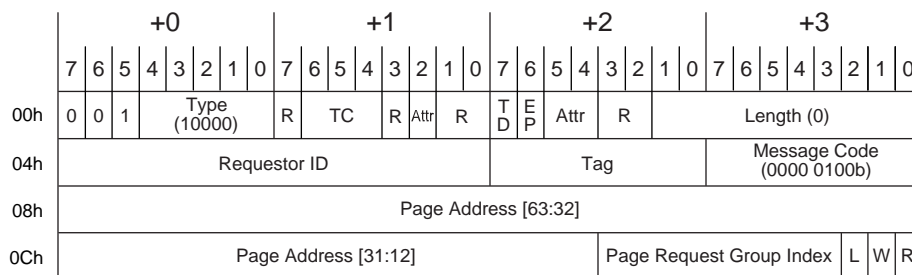 +0 +1 +2 +3
7 6 5 4 3 2 1 0 7 6 5 4 3 2 1 0 7 6 5 4 3 2 1 0 7 6 5 4 3 2 1 0
00h 0 0 1 Type (10000) R TC R Attr R TD EP Attr R Length (0)
04h Requestor ID Tag Message Code (0000 0100b)
08h Page Address [63:32]
0Ch Page Address [31:12] Page Request Group Index L W R